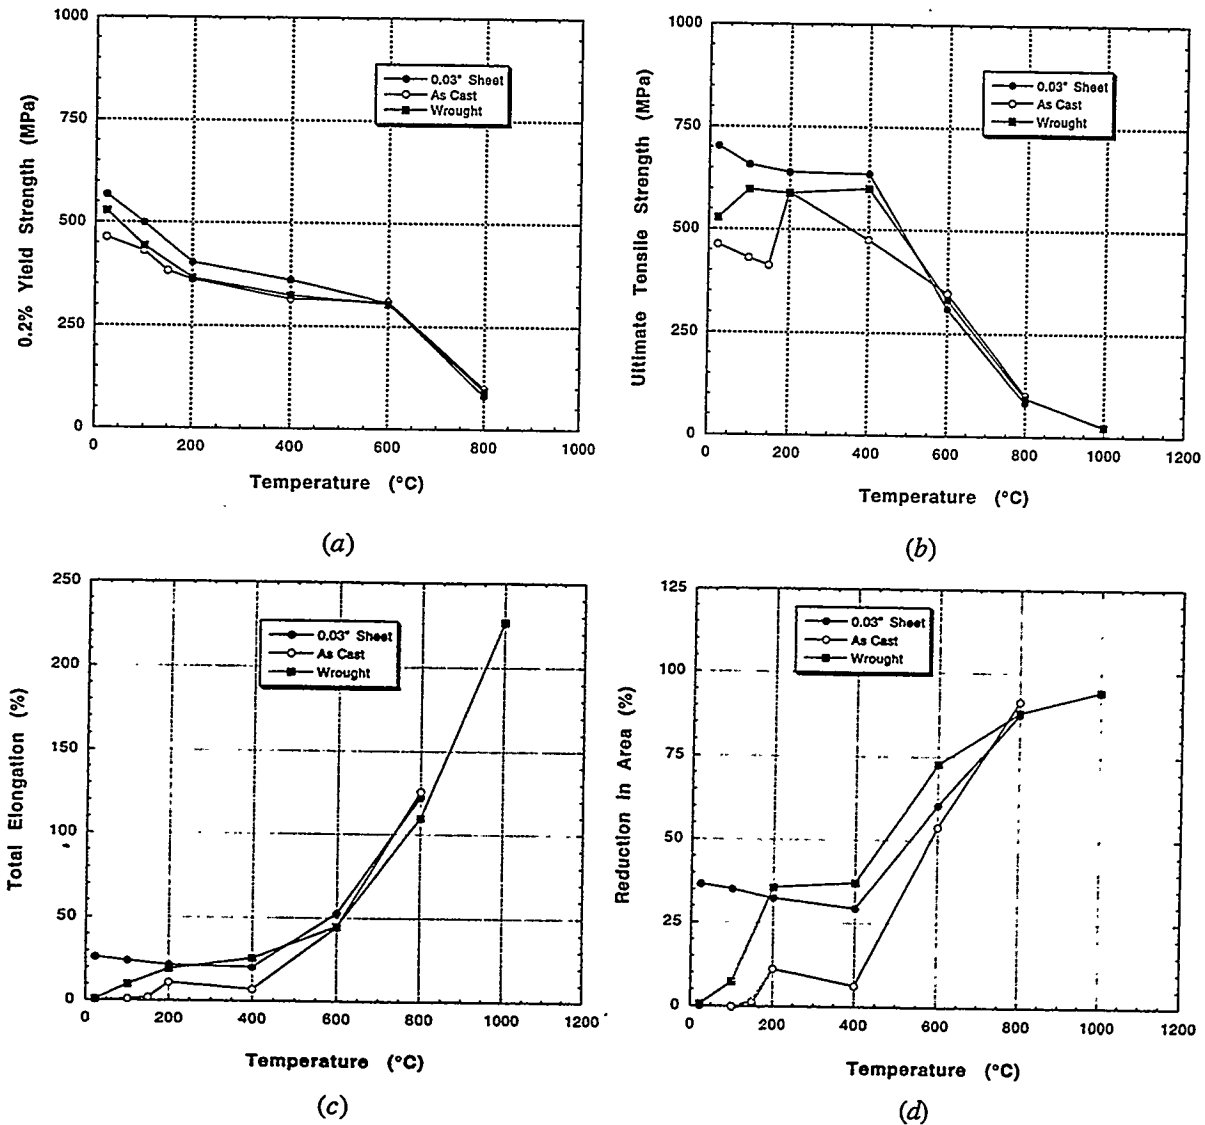 1000
750
500
250
0
0.2% Yield Strength (MPa)
0.03" Sheet
As Cast
Wrought
0 200 400 600 800 1000
Temperature (°C)
(a)
1000
750
500
250
0
Ultimate Tensile Strength (MPa)
0.03" Sheet
As Cast
Wrought
0 200 400 600 800 1000 1200
Temperature (°C)
(b)
250
200
150
100
50
0
Total Elongation (%)
0.03" Sheet
As Cast
Wrought
0 200 400 600 800 1000 1200
Temperature (°C)
(c)
125
100
75
50
25
0
Reduction in Area (%)
0.03" Sheet
As Cast
Wrought
0 200 400 600 800 1000 1200
Temperature (°C)
(d)